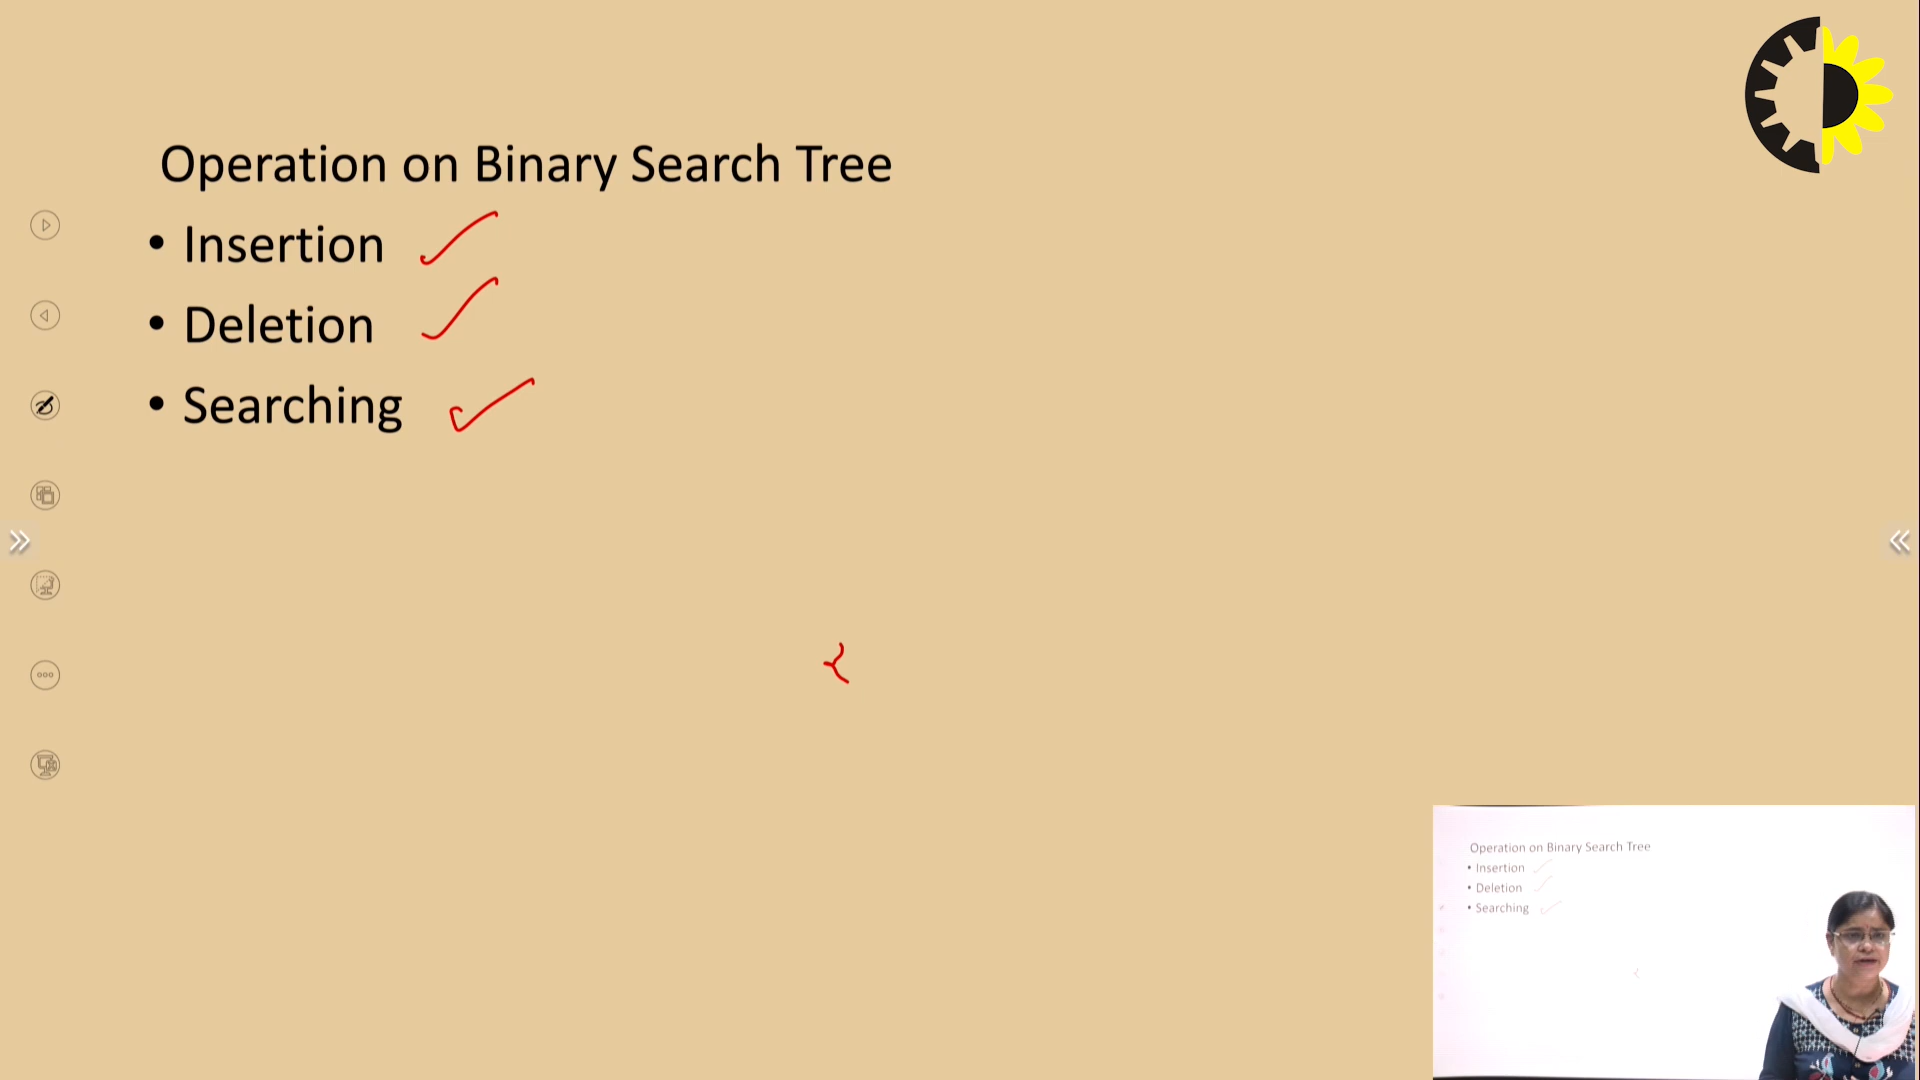 Operation on Binary Search Tree
• Insertion
• Deletion
• Searching
Operation on Binary Search Tree
• Insertion
• Deletion
• Searching